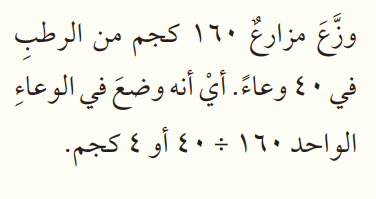 وزَّعَ مزارعٌ ١٦٠ كجم من الرطبِ
في ٤٠ وعاءً. أيْ أنه وضعَ في الوعاءِ
الواحد ١٦٠ ÷ ٤٠ أو ٤ كجم.